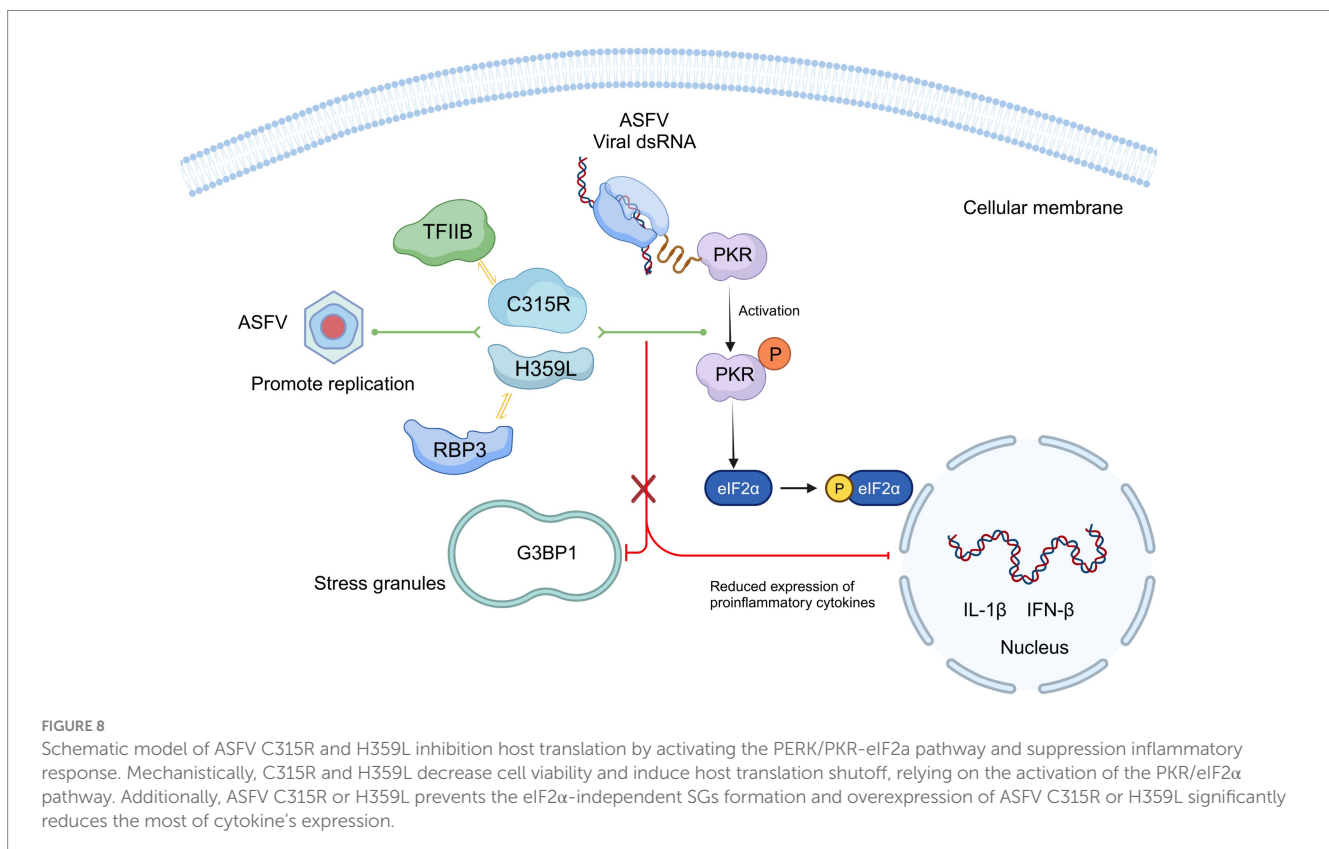 ASFV
Viral dsRNA
Cellular membrane
TFIIB
PKR
C315R
Activation
ASFV
P
H359L
PKR
Promote replication
RBP3
eIF2α
P
eIF2α
G3BP1
Stress granules
Reduced expression of
proinflammatory cytokines
IL-1β
IFN-β
Nucleus
FIGURE 8
Schematic model of ASFV C315R and H359L inhibition host translation by activating the PERK/PKR-eIF2a pathway and suppression inflammatory
response. Mechanistically, C315R and H359L decrease cell viability and induce host translation shutoff, relying on the activation of the PKR/eIF2α
pathway. Additionally, ASFV C315R or H359L prevents the eIF2α-independent SGs formation and overexpression of ASFV C315R or H359L significantly
reduces the most of cytokine’s expression.